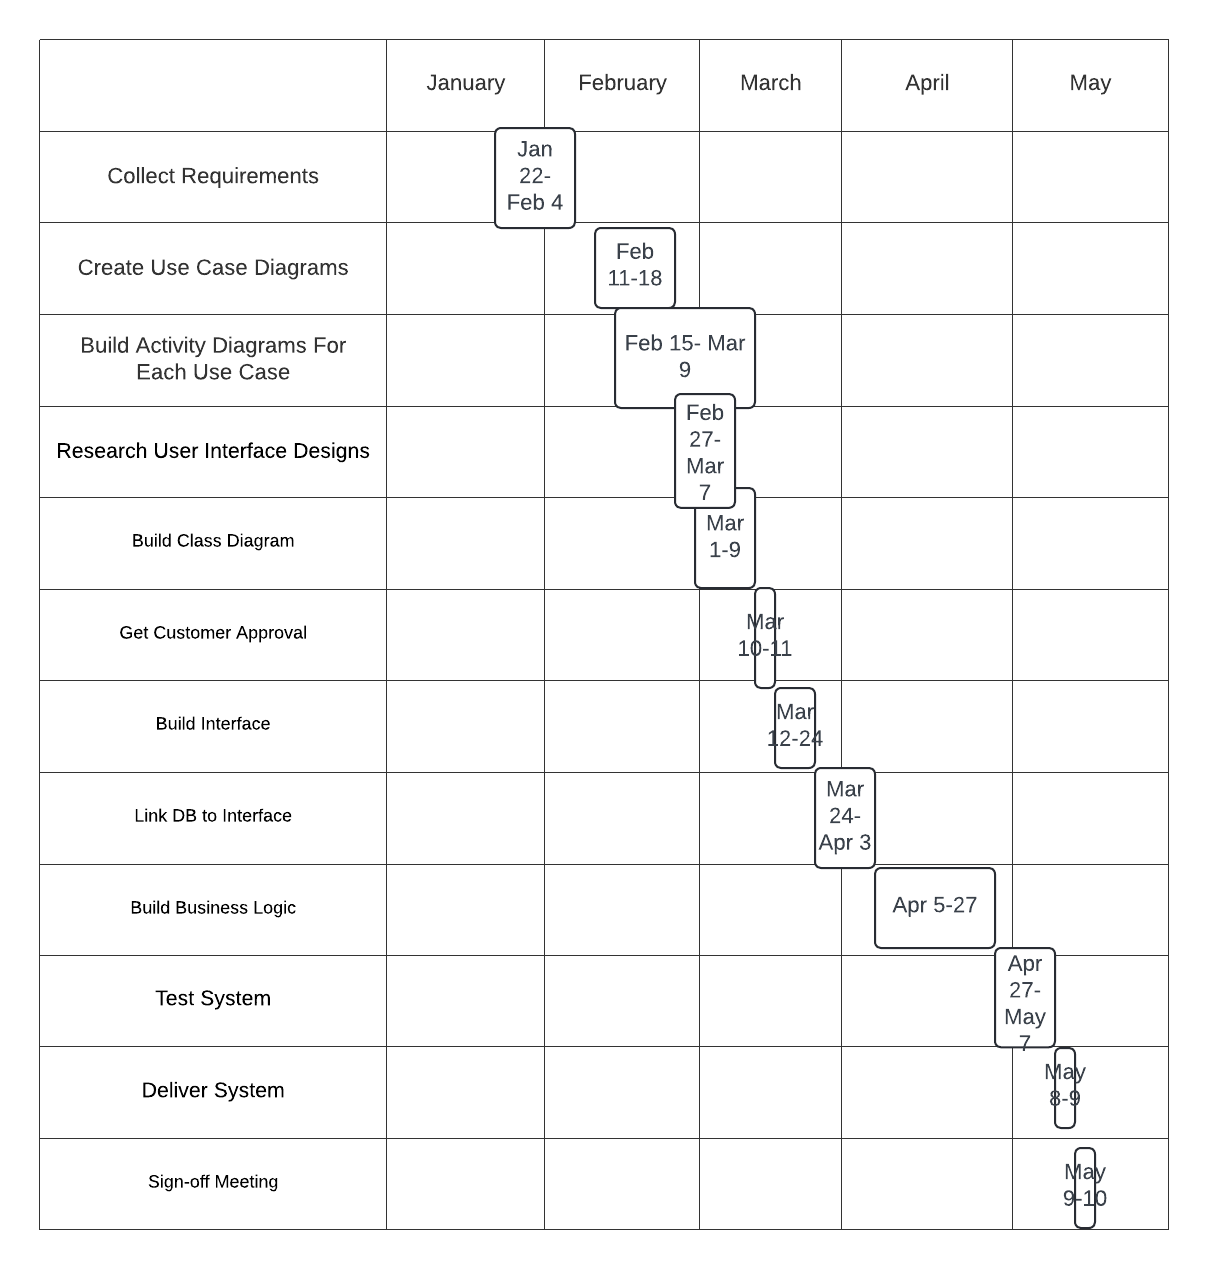 January
February
March
April
May
Collect Requirements
Jan
22-
Feb 4
Create Use Case Diagrams
Feb
11-18
Build Activity Diagrams For
Each Use Case
Feb 15- Mar
9
Research User Interface Designs
Feb
27-
Mar
7
Build Class Diagram
Mar
1-9
Get Customer Approval
Mar
10-11
Build Interface
Mar
12-24
Link DB to Interface
Mar
24-
Apr 3
Build Business Logic
Apr 5-27
Test System
Apr
27-
May
7
Deliver System
May
8-9
Sign-off Meeting
May
9-10